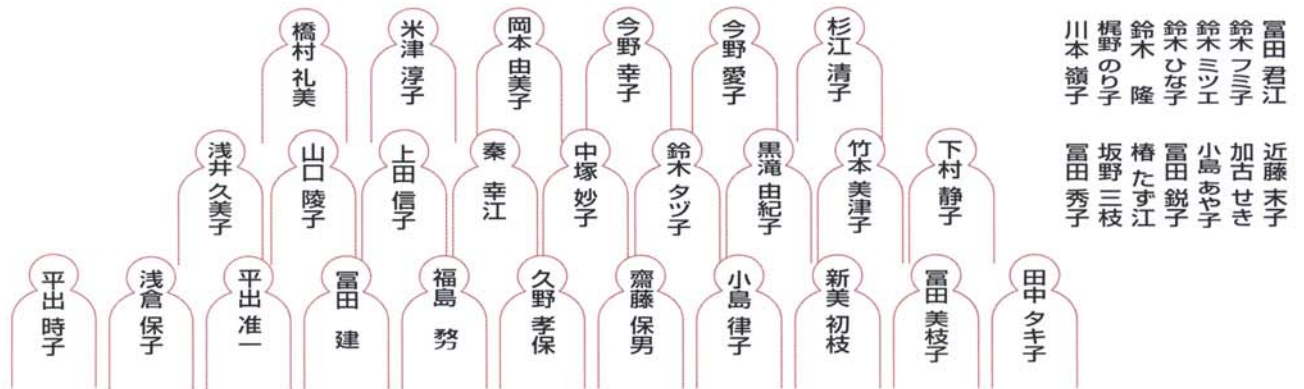 橋村 礼美
米津 淳子
岡本 由美子
今野 幸子
今野 愛子
杉江 清子
浅井 久美子
山口 陵子
上田 信子
秦 幸江
中塚 妙子
鈴木 タヅ子
黒滝 由紀子
竹本 美津子
下村 静子
平出 時子
浅倉 保子
平出 准一
冨田 建
福島 努
久野 孝保
齋藤 保男
小島 律子
新美 初枝
冨田 美枝子
田中 タキ子
冨田 君江
鈴木 フミ子
鈴木 ミツエ
鈴木 ひな子
鈴木 隆
梶野 のり子
川本 嶺子
近藤 末子
加古 せき
小島 あや子
冨田 鋭子
椿 たず江
坂野 三枝
冨田 秀子